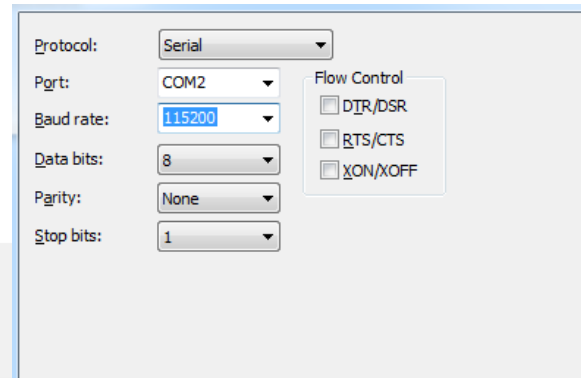 Protocol: Serial
Port: COM2
Baud rate: 115200
Data bits: 8
Parity: None
Stop bits: 1
Flow Control
DTR/DSR
RTS/CTS
XON/XOFF